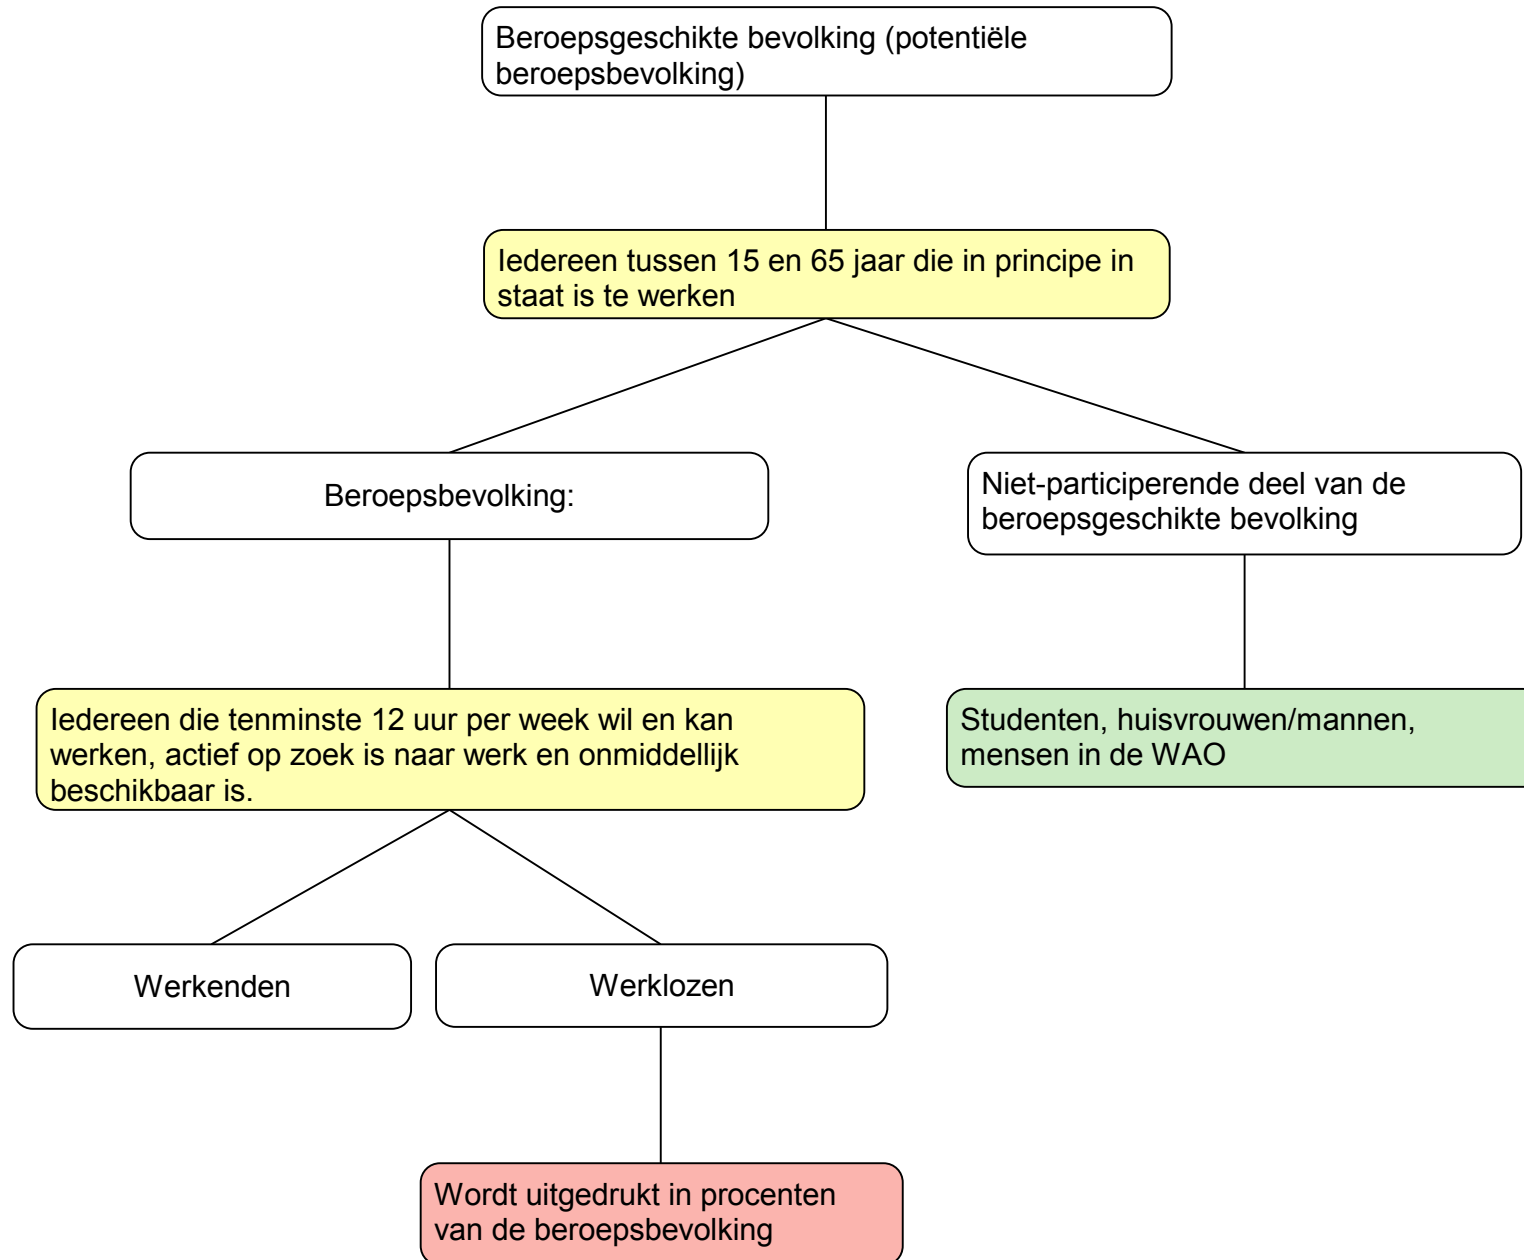 Beroepsgeschikte bevolking (potentiële
beroepsbevolking)
Iedereen tussen 15 en 65 jaar die in principe in
staat is te werken
Beroepsbevolking:
Niet-participerende deel van de
beroepsgeschikte bevolking
Iedereen die tenminste 12 uur per week wil en kan
werken, actief op zoek is naar werk en onmiddellijk
beschikbaar is.
Studenten, huisvrouwen/mannen,
mensen in de WAO
Werkenden
Werklozen
Wordt uitgedrukt in procenten
van de beroepsbevolking